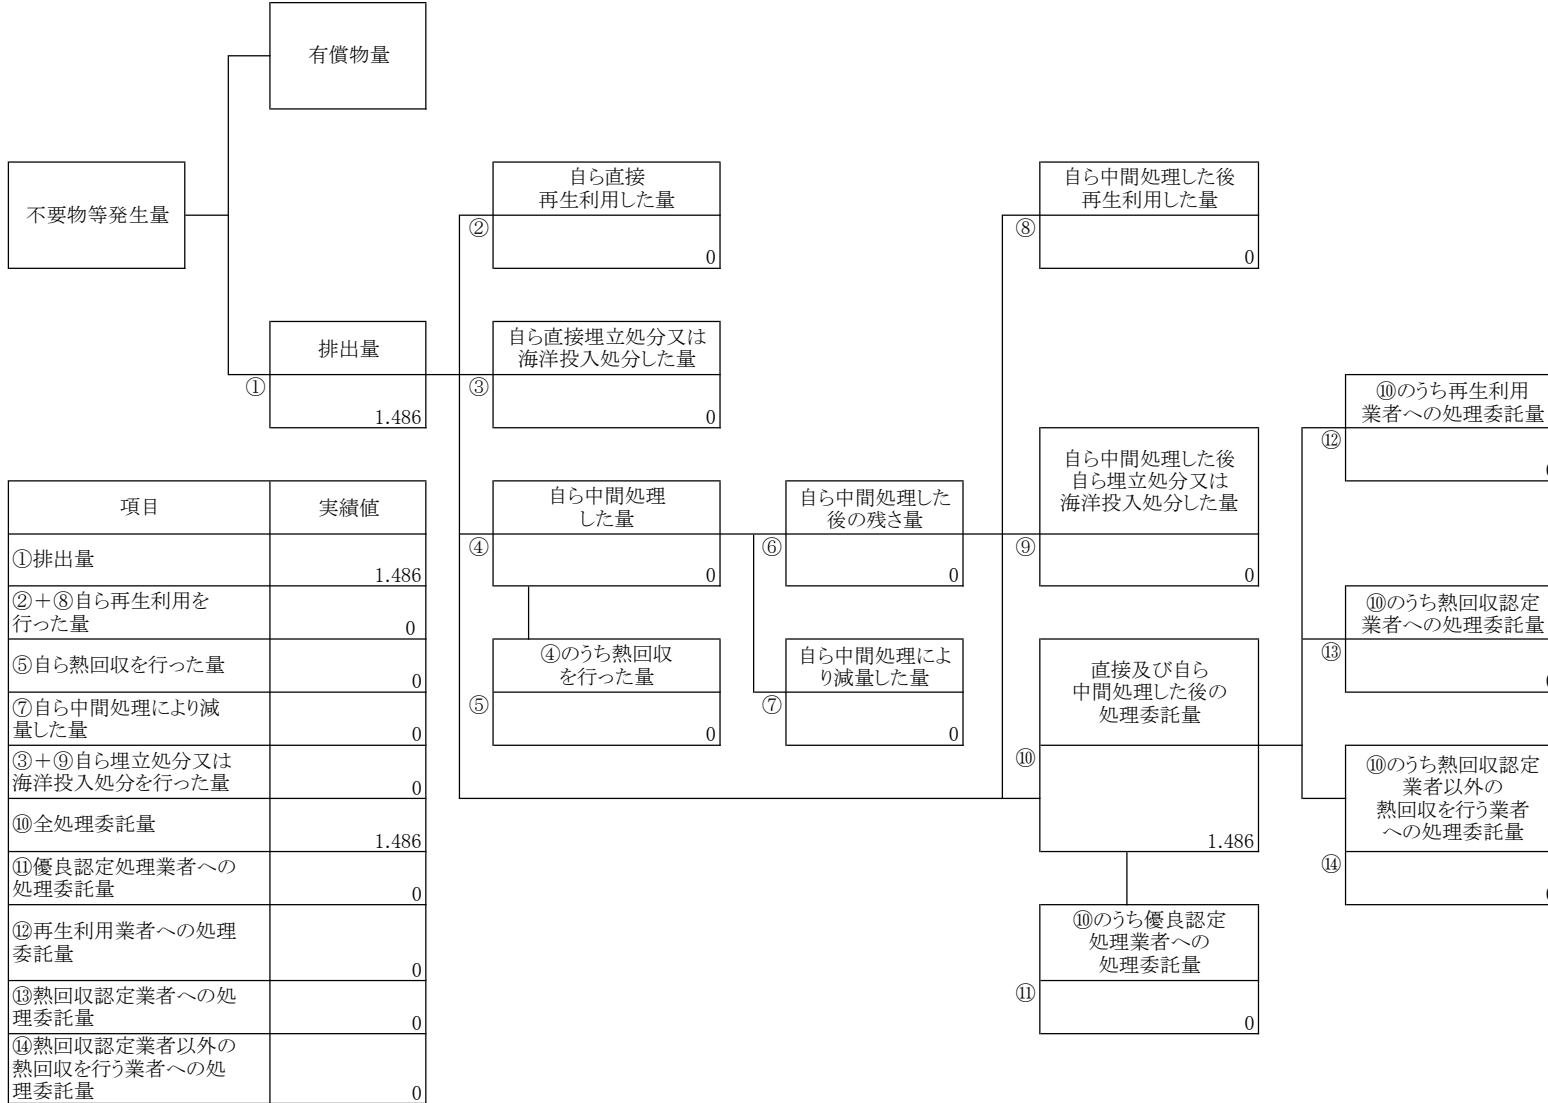 有償物量
不要物等発生量
排出量
①
1.486
自ら直接
再生利用した量
②
0
自ら直接埋立処分又は
海洋投入処分した量
③
0
自ら中間処理
した量
④
0
④のうち熱回収
を行った量
⑤
0
自ら中間処理した
後の残さ量
⑥
0
自ら中間処理によ
り減量した量
⑦
0
自ら中間処理した後
再生利用した量
⑧
0
自ら中間処理した後
自ら埋立処分又は
海洋投入処分した量
⑨
0
直接及び自ら
中間処理した後の
処理委託量
⑩
1.486
⑩のうち優良認定
処理業者への
処理委託量
⑪
0
⑩のうち再生利用
業者への処理委託量
⑫
⑩のうち熱回収認定
業者への処理委託量
⑬
⑩のうち熱回収認定
業者以外の
熱回収を行う業者
への処理委託量
⑭
項目 実績値
①排出量 1.486
②+⑧自ら再生利用を
行った量 0
⑤自ら熱回収を行った量 0
⑦自ら中間処理により減
量した量 0
③+⑨自ら埋立処分又は
海洋投入処分を行った量 0
⑩全処理委託量 1.486
⑪優良認定処理業者への
処理委託量 0
⑫再生利用業者への処理
委託量 0
⑬熱回収認定業者への処
理委託量 0
⑭熱回収認定業者以外の
熱回収を行う業者への処
理委託量 0